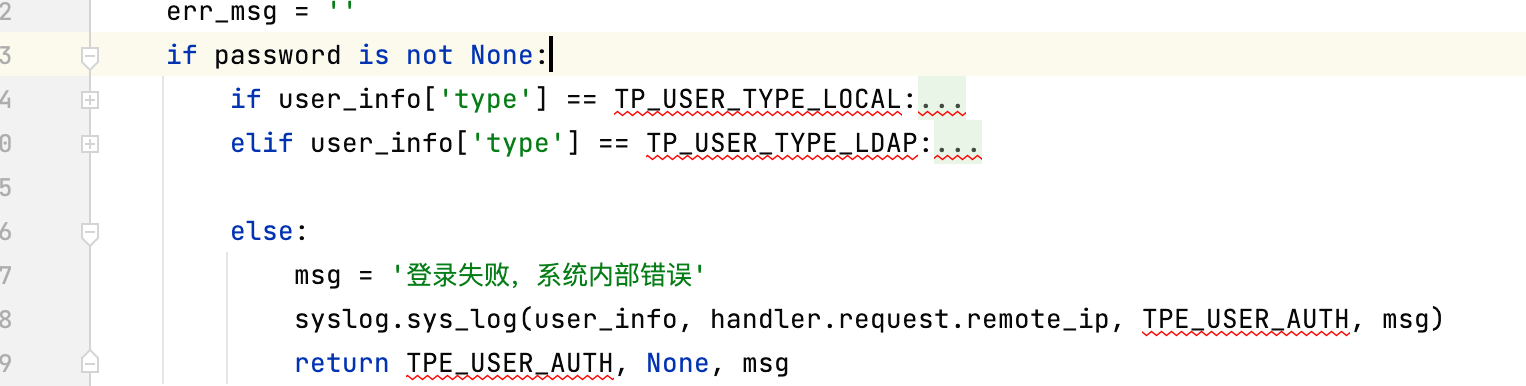 2 err_msg = ''
3 if password is not None:
4 if user_info['type'] == TP_USER_TYPE_LOCAL:...
0 elif user_info['type'] == TP_USER_TYPE_LDAP:...
5
6 else:
7 msg = '登录失败，系统内部错误'
8 syslog.sys_log(user_info, handler.request.remote_ip, TPE_USER_AUTH, msg)
9 return TPE_USER_AUTH, None, msg